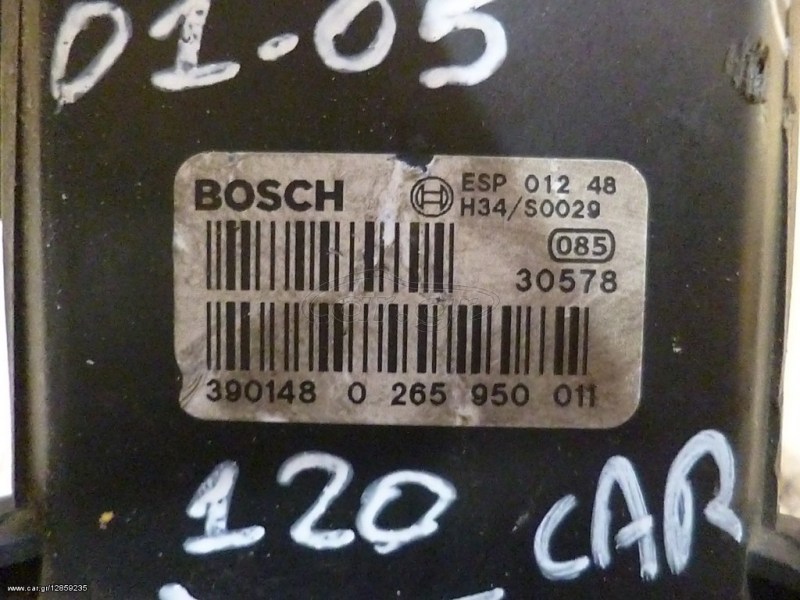 01-05
BOSCH
ESP 012 48
H34/S0029
085
30578
390148 0 265 950 011
120 CAR
www.car.gr/12859235